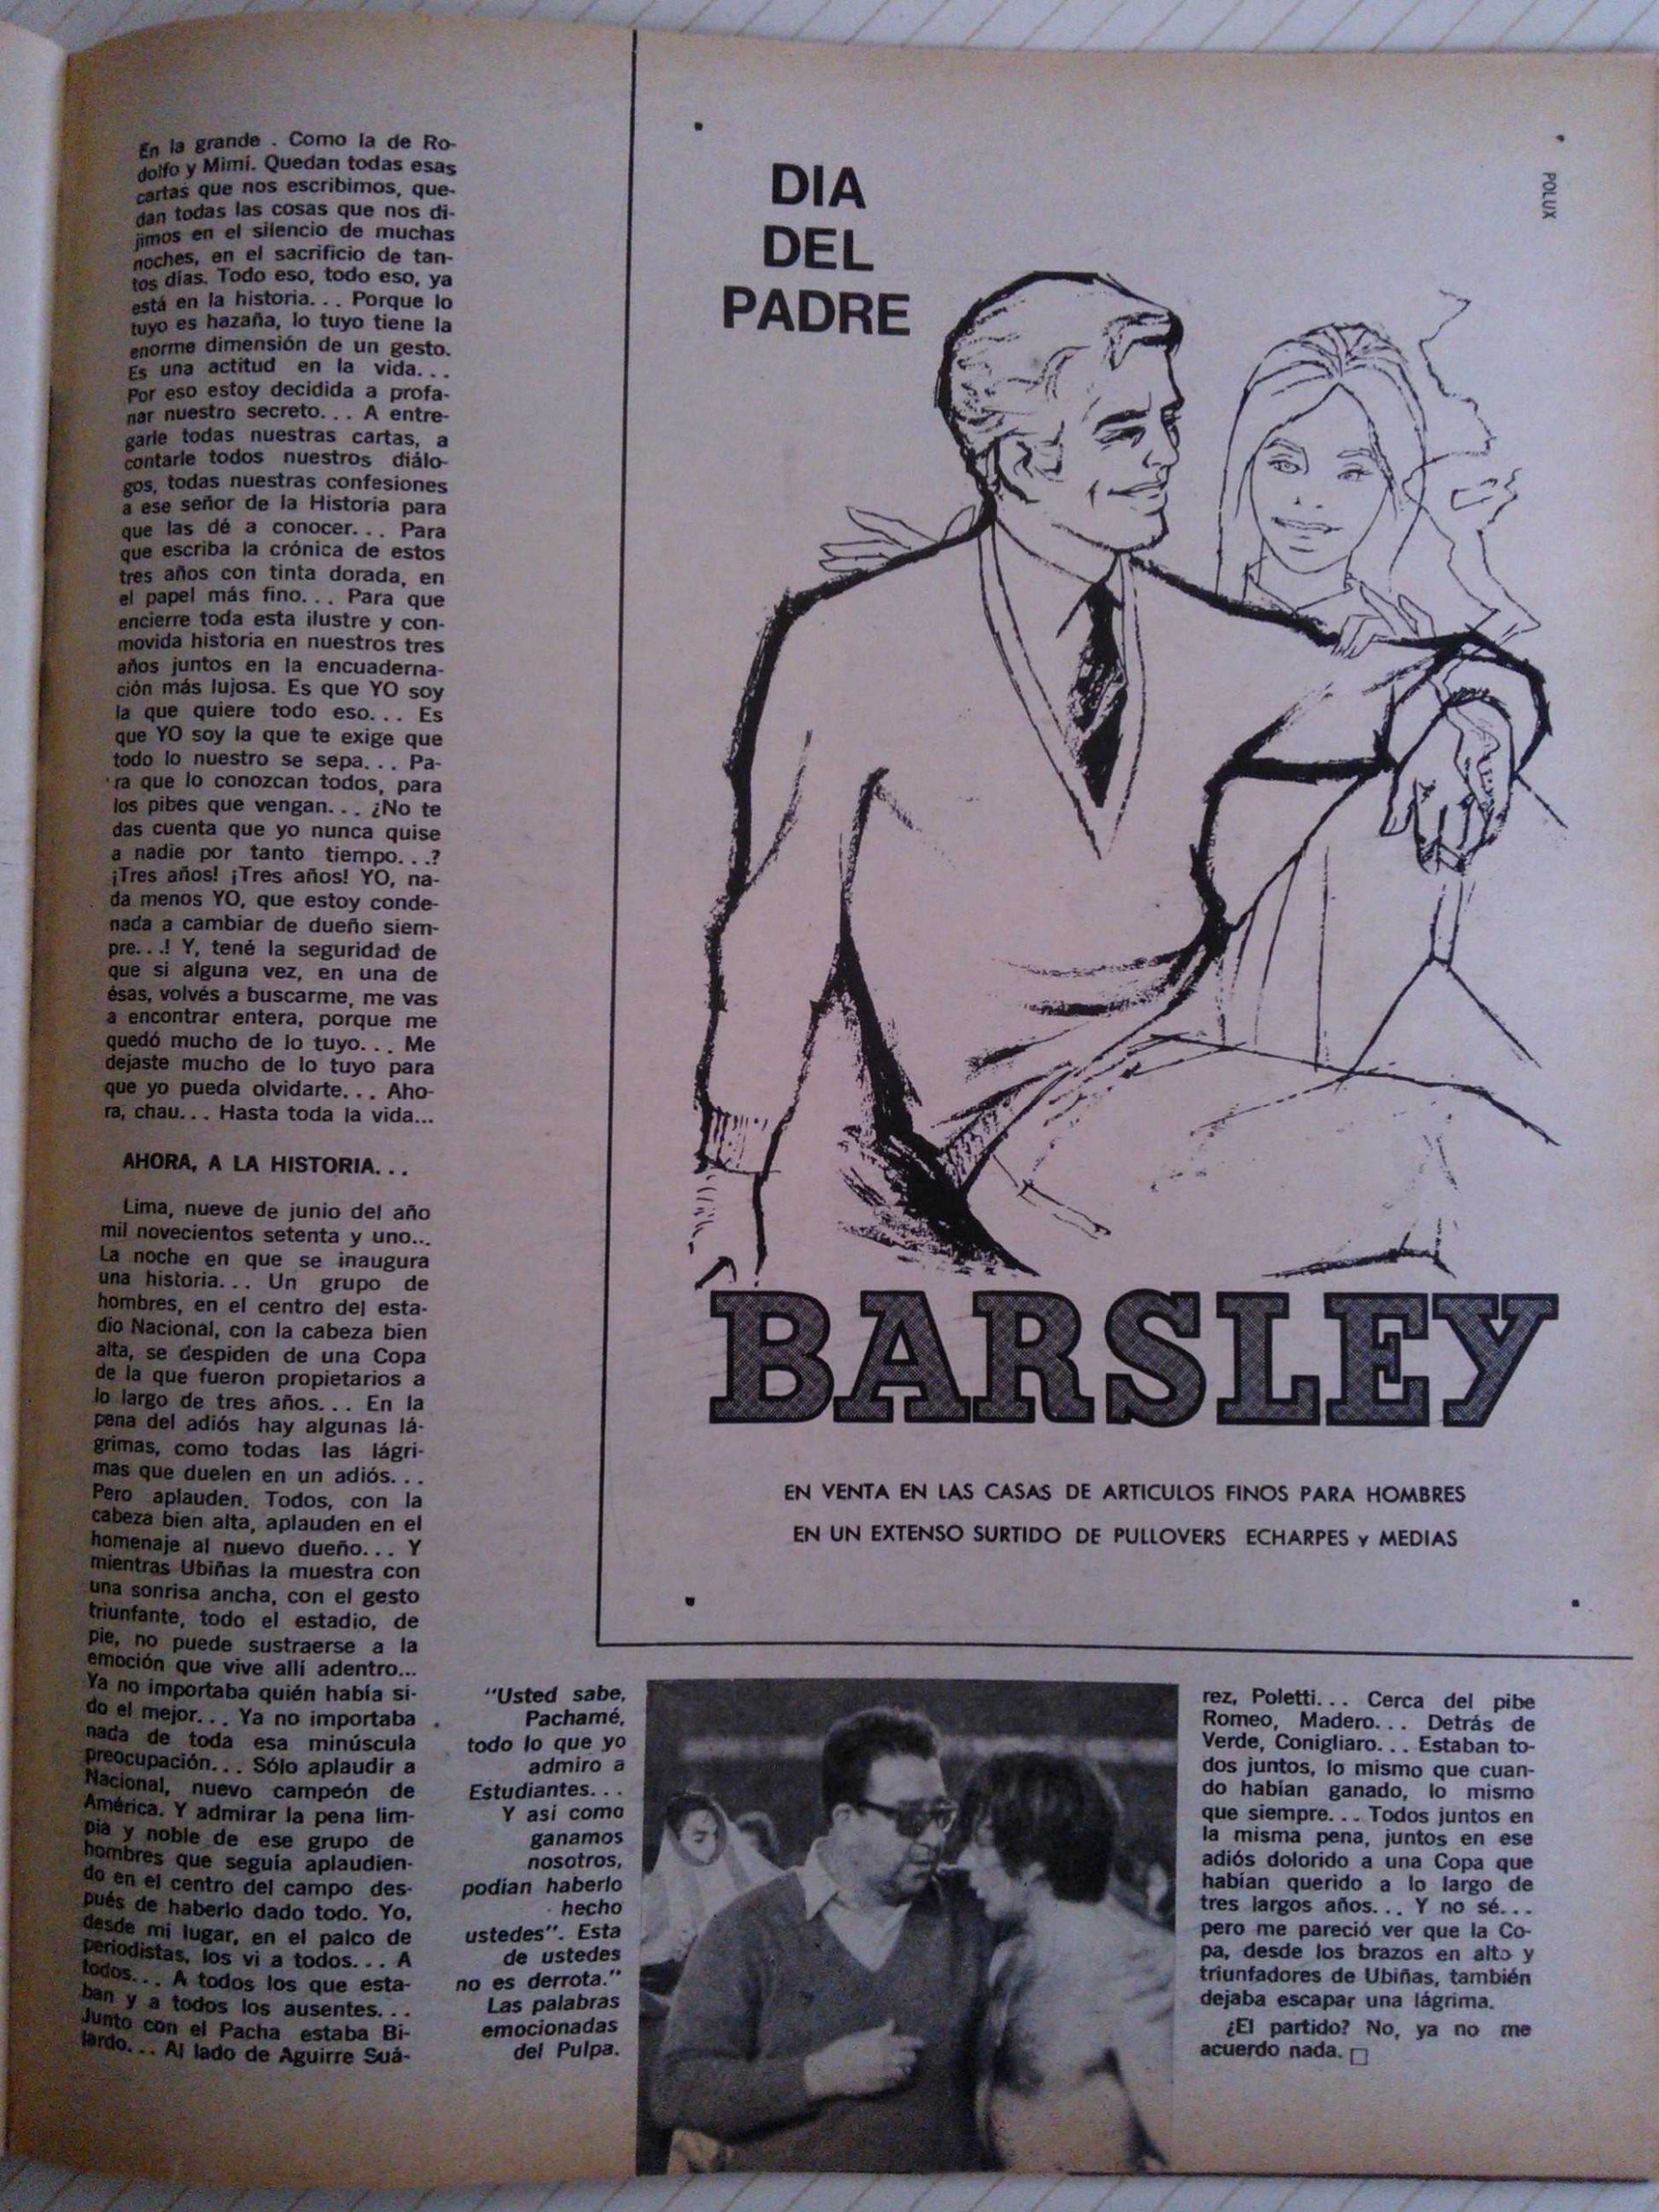 En la grande . Como la de Ro-
dolfo y Mimí. Quedan todas esas
cartas que nos escribimos, que-
dan todas las cosas que nos di-
jimos en el silencio de muchas
noches, en el sacrificio de tan-
tos días. Todo eso, todo eso, ya
está en la historia... Porque lo
tuyo es hazaña, lo tuyo tiene la
enorme dimensión de un gesto.
Es una actitud en la vida...
Por eso estoy decidida a profa-
nar nuestro secreto... A entre-
garle todas nuestras cartas, a
contarle todos nuestros diálo-
gos, todas nuestras confesiones
a ese señor de la Historia para
que las dé a conocer... Para
que escriba la crónica de estos
tres años con tinta dorada, en
el papel más fino... Para que
encierre toda esta ilustre y con-
movida historia en nuestros tres
años juntos en la encuaderna-
ción más lujosa. Es que YO soy
la que quiere todo eso... Es
que YO soy la que te exige que
todo lo nuestro se sepa... Pa-
ra que lo conozcan todos, para
los pibes que vengan... ¿No te
das cuenta que yo nunca quise
a nadie por tanto tiempo...?
¡Tres años! ¡Tres años! YO, na-
da menos YO, que estoy conde-
nada a cambiar de dueño siem-
pre...! Y, tené la seguridad de
que si alguna vez, en una de
ésas, volvés a buscarme, me vas
a encontrar entera, porque me
quedó mucho de lo tuyo... Me
dejaste mucho de lo tuyo para
que yo pueda olvidarte... Aho-
ra, chau... Hasta toda la vida...
AHORA, A LA HISTORIA...
Lima, nueve de junio del año
mil novecientos setenta y uno...
La noche en que se inaugura
una historia... Un grupo de
hombres, en el centro del esta-
dio Nacional, con la cabeza bien
alta, se despiden de una Copa
de la que fueron propietarios a
lo largo de tres años... En la
pena del adiós hay algunas lá-
grimas, como todas las lágri-
mas que duelen en un adiós...
Pero aplauden. Todos, con la
cabeza bien alta, aplauden en el
homenaje al nuevo dueño... Y
mientras Ubiñas la muestra con
una sonrisa ancha, con el gesto
triunfante, todo el estadio, de
pie, no puede sustraerse a la
emoción que vive allí adentro...
Ya no importaba quién había si-
do el mejor... Ya no importaba
nada de toda esa minúscula
preocupación... Sólo aplaudir a
Nacional, nuevo campeón de
América. Y admirar la pena lim-
pia y noble de ese grupo de
hombres que seguía aplaudien-
do en el centro del campo des-
pués de haberlo dado todo. Yo,
desde mi lugar, en el palco de
periodistas, los vi a todos... A
todos... A todos los que esta-
ban y a todos los ausentes...
Junto con el Pacha estaba Bi-
lardo... Al lado de Aguirre Suá-
rez, Poletti... Cerca del pibe
Romeo, Madero... Detrás de
Verde, Conigliaro... Estaban to-
dos juntos, lo mismo que cuan-
do habían ganado, lo mismo
que siempre... Todos juntos en
la misma pena, juntos en ese
adiós dolorido a una Copa que
habían querido a lo largo de
tres largos años... Y no sé...
pero me pareció ver que la Co-
pa, desde los brazos en alto y
triunfadores de Ubiñas, también
dejaba escapar una lágrima.
¿El partido? No, ya no me
acuerdo nada. □
"Usted sabe,
Pachamé,
todo lo que yo
admiro a
Estudiantes...
Y así como
ganamos
nosotros,
podían haberlo
hecho
ustedes". Esta
de ustedes
no es derrota."
Las palabras
emocionadas
del Pulpa.
DIA
DEL
PADRE
POLUX
BARSLEY
EN VENTA EN LAS CASAS DE ARTICULOS FINOS PARA HOMBRES
EN UN EXTENSO SURTIDO DE PULLOVERS ECHARPES Y MEDIAS